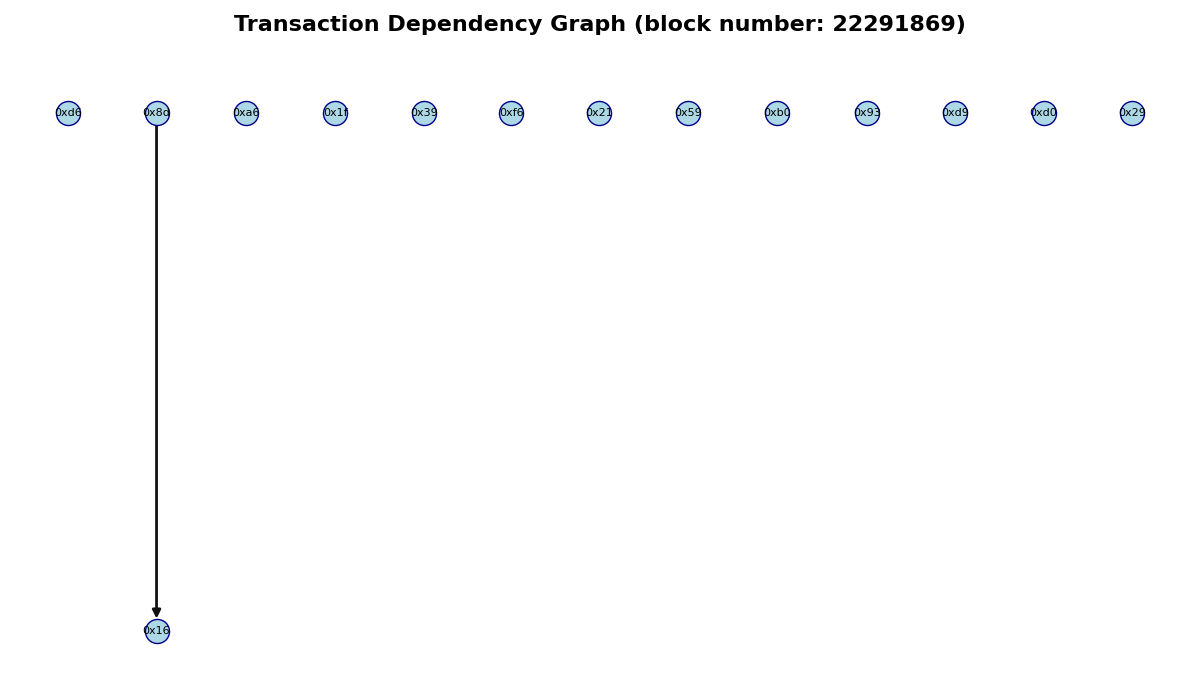 Transaction Dependency Graph (block number: 22291869)
0xd6 0x8d 0xa6 0x1f 0x39 0xf6 0x21 0x59 0xb0 0x93 0xd9 0xd0 0x29
0x16